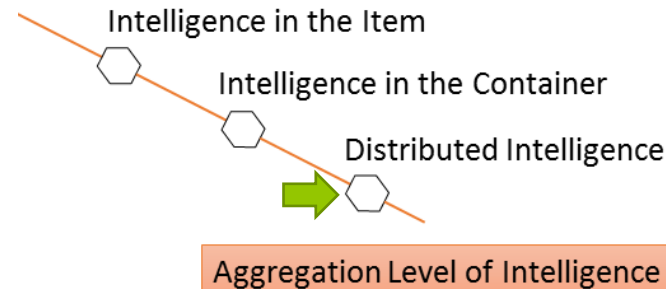 Intelligence in the Item
Intelligence in the Container
Distributed Intelligence
Aggregation Level of Intelligence